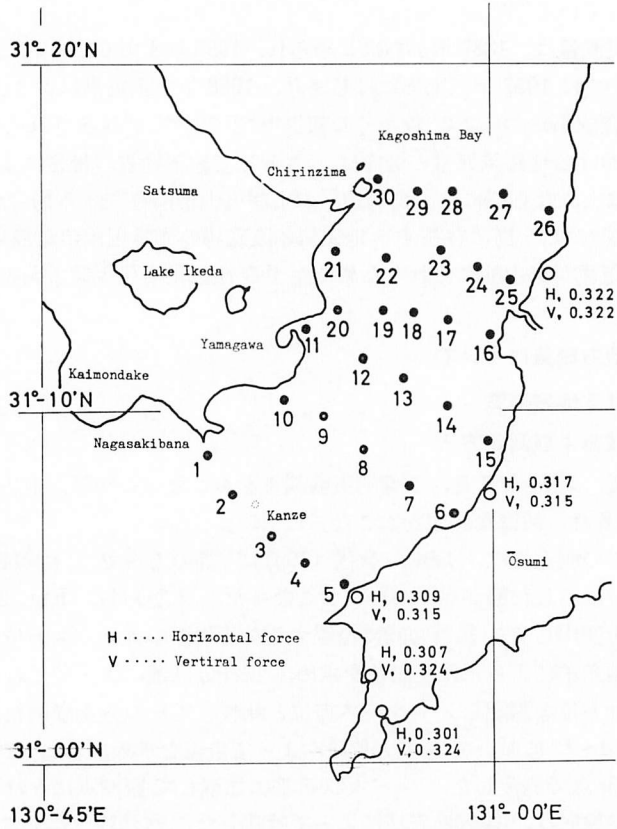 31°-20'N
Kagoshima Bay
Chirinzima
30
29
28
27
26
Satsuma
21
22
23
24
25
H, 0.322
V, 0.322
Lake Ikeda
20
19
18
17
16
Yamagawa
11
12
13
Kaimondake
31°-10'N
10
9
14
Nagasakibana
1
8
15
H, 0.317
V, 0.315
2
7
6
Kanze
3
Ōsumi
4
5
H, 0.309
V, 0.315
H ····· Horizontal force
V ····· Vertiral force
H, 0.307
V, 0.324
H, 0.301
V, 0.324
31°-00'N
130°-45'E
131°-00'E